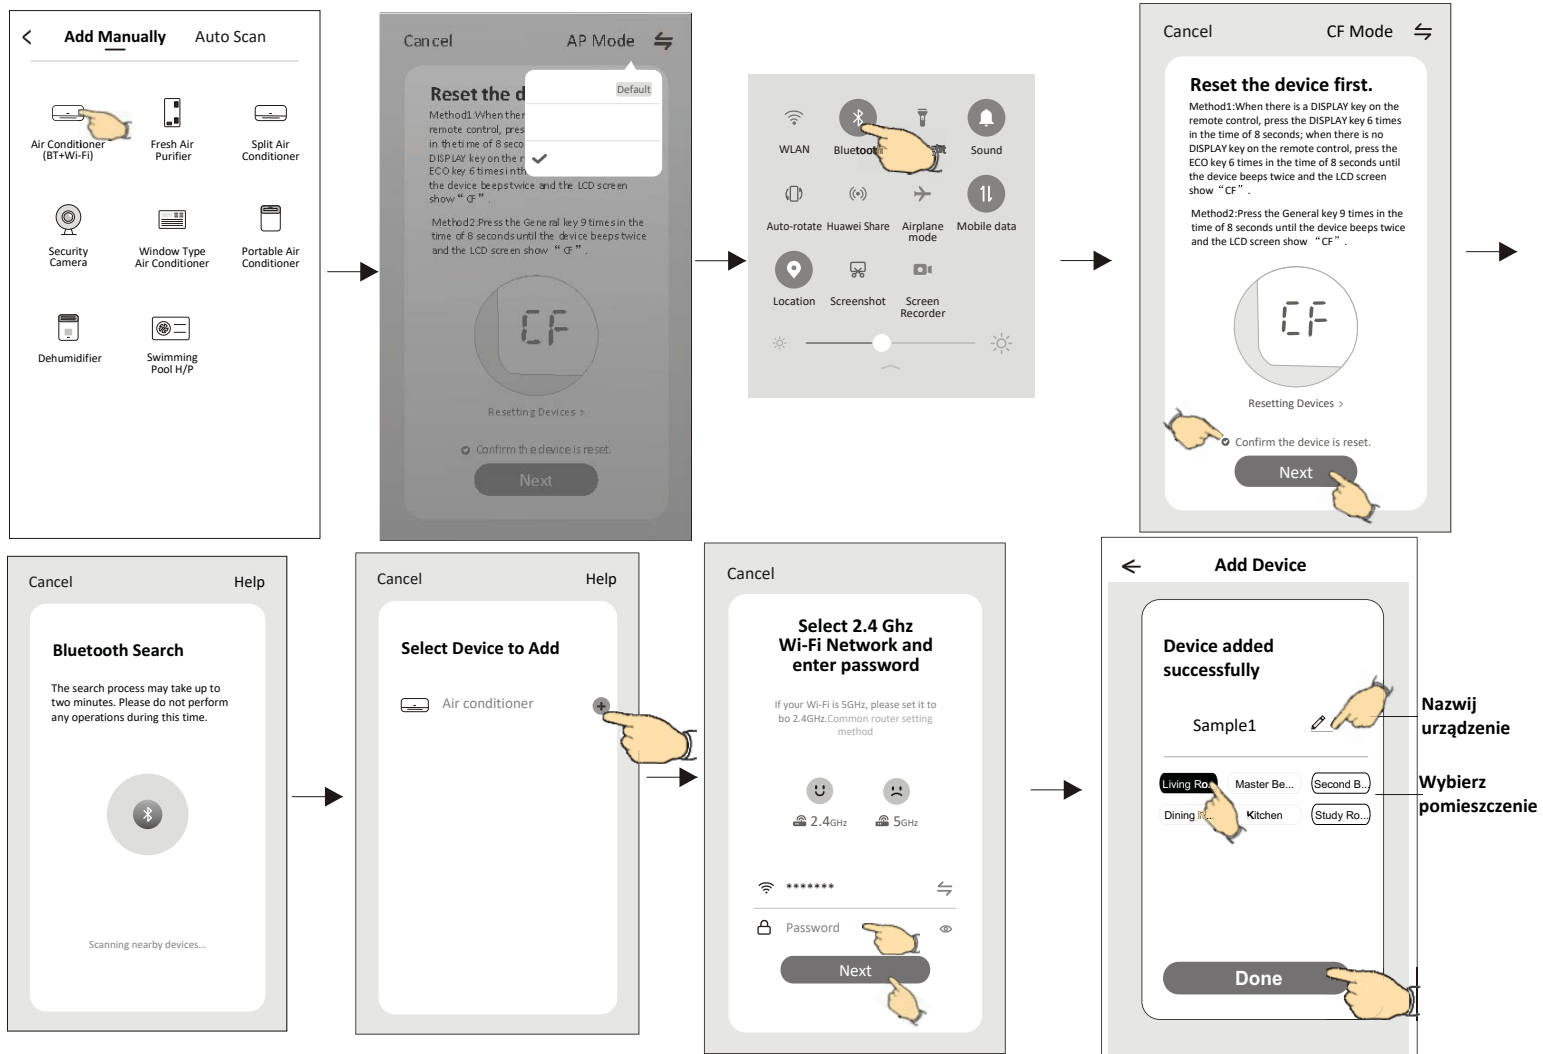 Add Manually
Auto Scan
Air Conditioner
(BT+Wi-Fi)
Fresh Air
Purifier
Split Air
Conditioner
Security
Camera
Window Type
Air Conditioner
Portable Air
Conditioner
Dehumidifier
Swimming
Pool H/P
Cancel
AP Mode
Default
Reset the d
Method1:When ther
remote control, pres
in the time of 8 seco
DISPLAY key on the r
ECO key 6 times in th
the device beeps twice and the LCD screen
show “CF”.
Method2:Press the General key 9 times in the
time of 8 seconds until the device beeps twice
and the LCD screen show “CF”.
CF
Resetting Devices >
Confirm the device is reset.
Next
WLAN
Bluetooth
Sound
Auto-rotate
Huawei Share
Airplane
mode
Mobile data
Location
Screenshot
Screen
Recorder
Cancel
CF Mode
Reset the device first.
Method1:When there is a DISPLAY key on the
remote control, press the DISPLAY key 6 times
in the time of 8 seconds; when there is no
DISPLAY key on the remote control, press the
ECO key 6 times in the time of 8 seconds until
the device beeps twice and the LCD screen
show “CF”.
Method2:Press the General key 9 times in the
time of 8 seconds until the device beeps twice
and the LCD screen show “CF”.
CF
Resetting Devices >
Confirm the device is reset.
Next
Cancel
Help
Bluetooth Search
The search process may take up to
two minutes. Please do not perform
any operations during this time.
Scanning nearby devices...
Cancel
Help
Select Device to Add
Air conditioner
Cancel
Select 2.4 Ghz
Wi-Fi Network and
enter password
If your Wi-Fi is 5GHz, please set it to
bo 2.4GHz.Common router setting
method
2.4GHz
5GHz
*******
Password
Next
Add Device
Device added
successfully
Sample1
Nazwij
urządzenie
Living Ro...
Master Be...
Second B...
Wybierz
pomieszczenie
Dining R...
Kitchen
Study Ro...
Done